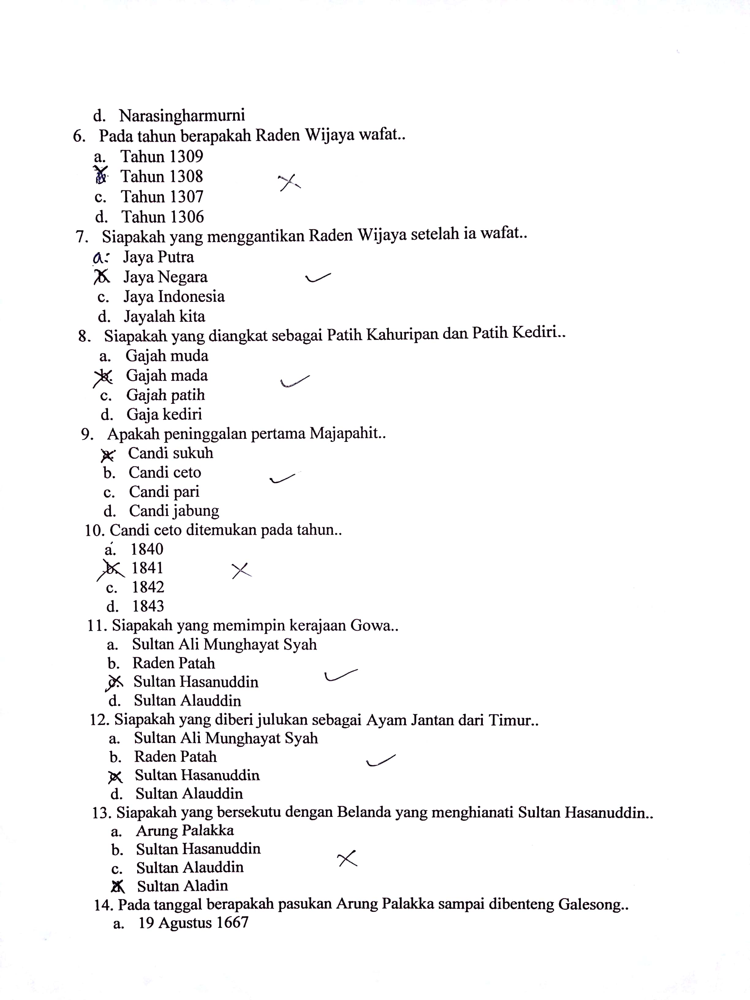 d. Narasingharmurni
6. Pada tahun berapakah Raden Wijaya wafat..
a. Tahun 1309
b. Tahun 1308
c. Tahun 1307
d. Tahun 1306
7. Siapakah yang menggantikan Raden Wijaya setelah ia wafat..
a. Jaya Putra
b. Jaya Negara
c. Jaya Indonesia
d. Jayalah kita
8. Siapakah yang diangkat sebagai Patih Kahuripan dan Patih Kediri..
a. Gajah muda
b. Gajah mada
c. Gajah patih
d. Gaja kediri
9. Apakah peninggalan pertama Majapahit..
a. Candi sukuh
b. Candi ceto
c. Candi pari
d. Candi jabung
10. Candi ceto ditemukan pada tahun..
a. 1840
b. 1841
c. 1842
d. 1843
11. Siapakah yang memimpin kerajaan Gowa..
a. Sultan Ali Munghayat Syah
b. Raden Patah
c. Sultan Hasanuddin
d. Sultan Alauddin
12. Siapakah yang diberi julukan sebagai Ayam Jantan dari Timur..
a. Sultan Ali Munghayat Syah
b. Raden Patah
c. Sultan Hasanuddin
d. Sultan Alauddin
13. Siapakah yang bersekutu dengan Belanda yang menghianati Sultan Hasanuddin..
a. Arung Palakka
b. Sultan Hasanuddin
c. Sultan Alauddin
d. Sultan Aladin
14. Pada tanggal berapakah pasukan Arung Palakka sampai dibenteng Galesong..
a. 19 Agustus 1667